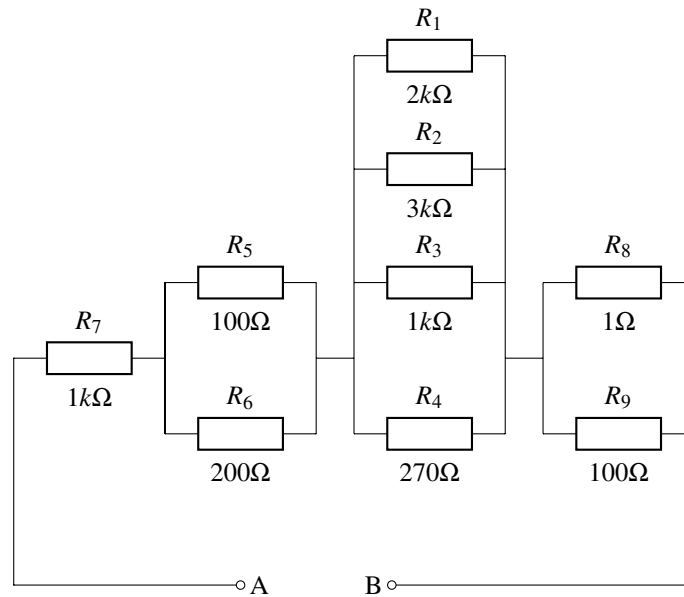 R₁
2kΩ
R₂
3kΩ
R₅ R₃ R₈
100Ω 1kΩ 1Ω
R₇
1kΩ
R₆ R₄ R₉
200Ω 270Ω 100Ω
A B